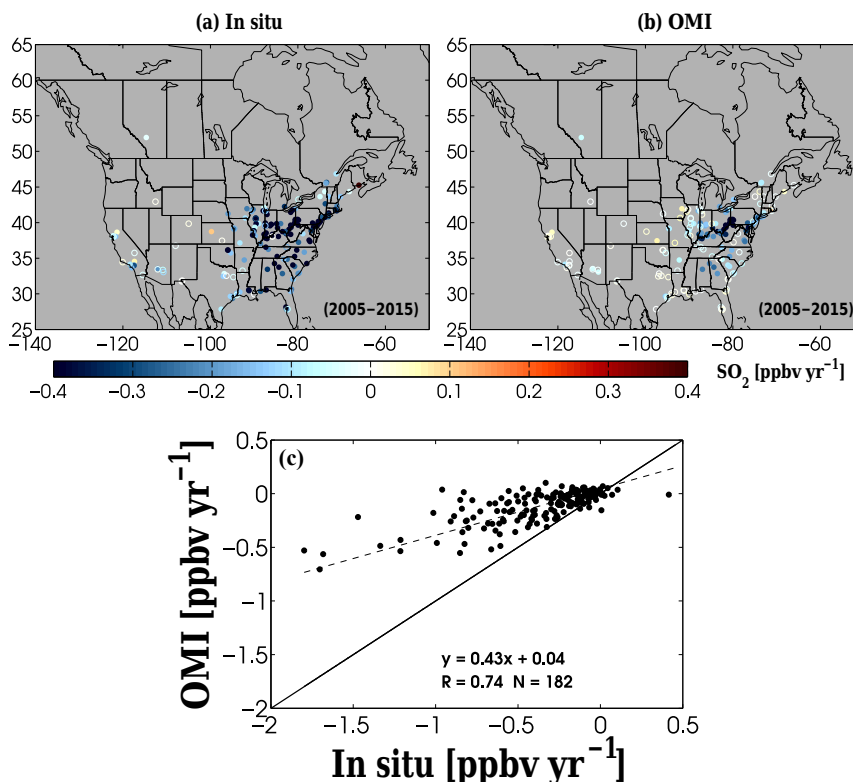 (a) In situ
(b) OMI
65
60
55
50
45
40
35
30
25
(2005−2015)
−140 −120 −100 −80 −60
65
60
55
50
45
40
35
30
25
(2005−2015)
−140 −120 −100 −80 −60
−0.4 −0.3 −0.2 −0.1 0 0.1 0.2 0.3 0.4
SO₂ [ppbv yr⁻¹]
(c)
OMI [ppbv yr⁻¹]
0.5
0
−0.5
−1
−1.5
−2
y = 0.43x + 0.04
R = 0.74 N = 182
−2 −1.5 −1 −0.5 0 0.5
In situ [ppbv yr⁻¹]